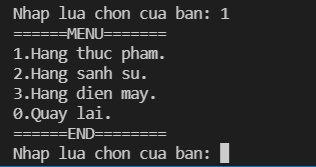 Nhap lua chon cua ban: 1
======MENU=======
1.Hang thuc pham.
2.Hang sanh su.
3.Hang dien may.
0.Quay lai.
======END========
Nhap lua chon cua ban: